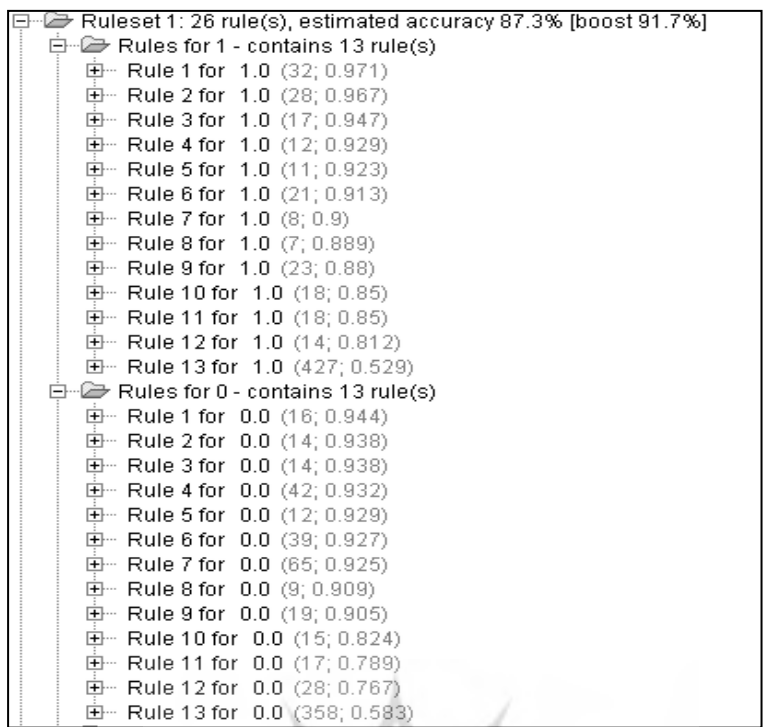 Ruleset 1: 26 rule(s), estimated accuracy 87.3% [boost 91.7%]
Rules for 1 - contains 13 rule(s)
Rule 1 for 1.0 (32; 0.971)
Rule 2 for 1.0 (28; 0.967)
Rule 3 for 1.0 (17; 0.947)
Rule 4 for 1.0 (12; 0.929)
Rule 5 for 1.0 (11; 0.923)
Rule 6 for 1.0 (21; 0.913)
Rule 7 for 1.0 (8; 0.9)
Rule 8 for 1.0 (7; 0.889)
Rule 9 for 1.0 (23; 0.88)
Rule 10 for 1.0 (18; 0.85)
Rule 11 for 1.0 (18; 0.85)
Rule 12 for 1.0 (14; 0.812)
Rule 13 for 1.0 (427; 0.529)
Rules for 0 - contains 13 rule(s)
Rule 1 for 0.0 (16; 0.944)
Rule 2 for 0.0 (14; 0.938)
Rule 3 for 0.0 (14; 0.938)
Rule 4 for 0.0 (42; 0.932)
Rule 5 for 0.0 (12; 0.929)
Rule 6 for 0.0 (39; 0.927)
Rule 7 for 0.0 (65; 0.925)
Rule 8 for 0.0 (9; 0.909)
Rule 9 for 0.0 (19; 0.905)
Rule 10 for 0.0 (15; 0.824)
Rule 11 for 0.0 (17; 0.789)
Rule 12 for 0.0 (28; 0.767)
Rule 13 for 0.0 (358; 0.583)